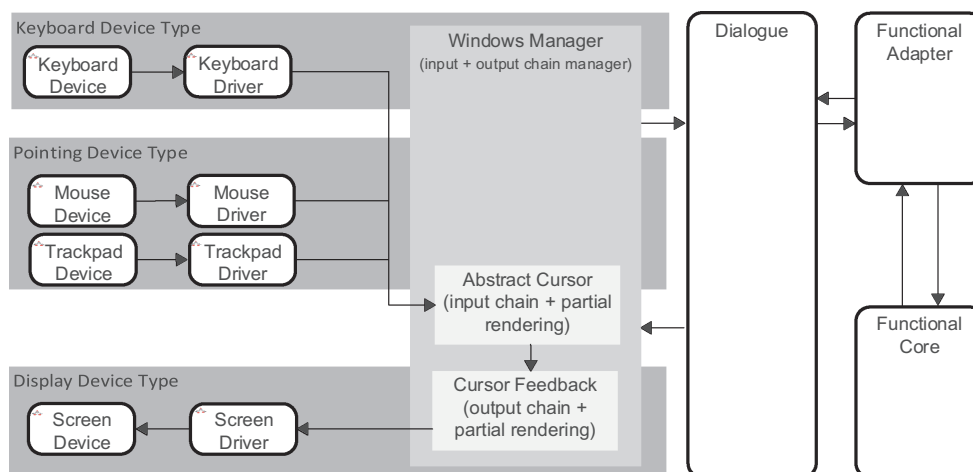 Keyboard Device Type
Keyboard
Device
Keyboard
Driver
Windows Manager
(input + output chain manager)
Pointing Device Type
Mouse
Device
Mouse
Driver
Trackpad
Device
Trackpad
Driver
Abstract Cursor
(input chain + partial
rendering)
Display Device Type
Screen
Device
Screen
Driver
Cursor Feedback
(output chain +
partial rendering)
Dialogue
Functional
Adapter
Functional
Core